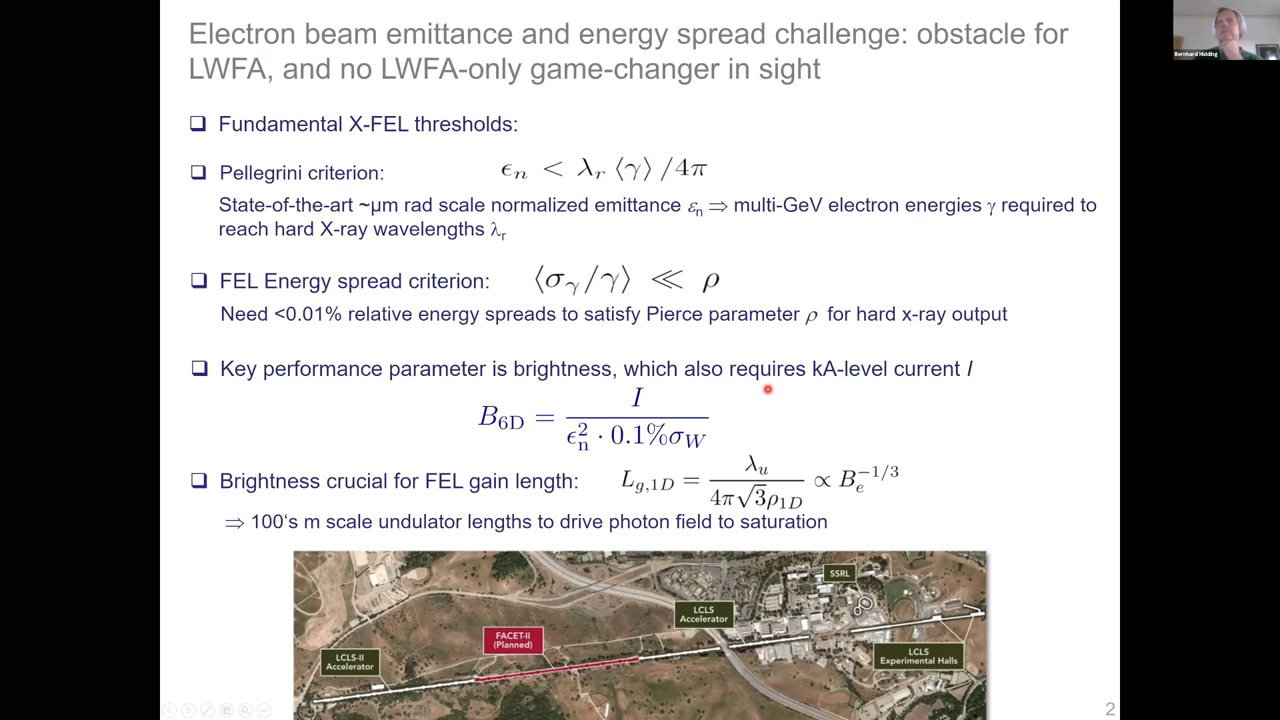 Electron beam emittance and energy spread challenge: obstacle for
LWFA, and no LWFA-only game-changer in sight
Bernhard Hidding
❑ Fundamental X-FEL thresholds:
❑ Pellegrini criterion: ϵₙ < λᵣ ⟨γ⟩ /4π
State-of-the-art ~µm rad scale normalized emittance εₙ ⇒ multi-GeV electron energies γ required to
reach hard X-ray wavelengths λᵣ
❑ FEL Energy spread criterion: ⟨σᵧ/γ⟩ ≪ ρ
Need <0.01% relative energy spreads to satisfy Pierce parameter ρ for hard x-ray output
❑ Key performance parameter is brightness, which also requires kA-level current I
B_6D = I / (ϵₙ² · 0.1%σ_W)
❑ Brightness crucial for FEL gain length: L_g,1D = λᵤ / (4π√3ρ_1D) ∝ Bₑ^−1/3
⇒ 100's m scale undulator lengths to drive photon field to saturation
SSRL
LCLS
Accelerator
FACET-II
(Planned)
LCLS-II
Accelerator
LCLS
Experimental Halls
2